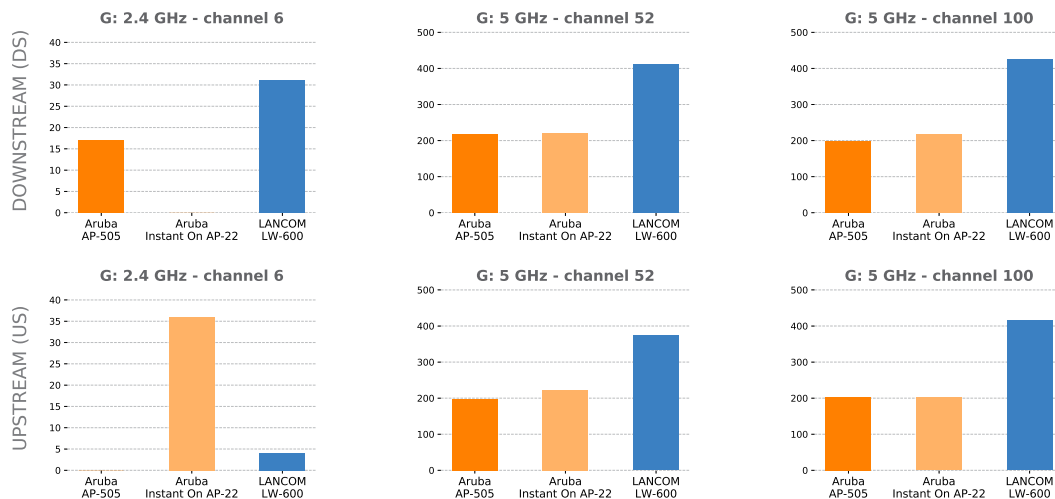 DOWNSTREAM (DS)
G: 2.4 GHz - channel 6
40
35
30
25
20
15
10
5
0
Aruba
AP-505
Aruba
Instant On AP-22
LANCOM
LW-600
G: 5 GHz - channel 52
500
400
300
200
100
0
Aruba
AP-505
Aruba
Instant On AP-22
LANCOM
LW-600
G: 5 GHz - channel 100
500
400
300
200
100
0
Aruba
AP-505
Aruba
Instant On AP-22
LANCOM
LW-600
UPSTREAM (US)
G: 2.4 GHz - channel 6
40
35
30
25
20
15
10
5
0
Aruba
AP-505
Aruba
Instant On AP-22
LANCOM
LW-600
G: 5 GHz - channel 52
500
400
300
200
100
0
Aruba
AP-505
Aruba
Instant On AP-22
LANCOM
LW-600
G: 5 GHz - channel 100
500
400
300
200
100
0
Aruba
AP-505
Aruba
Instant On AP-22
LANCOM
LW-600